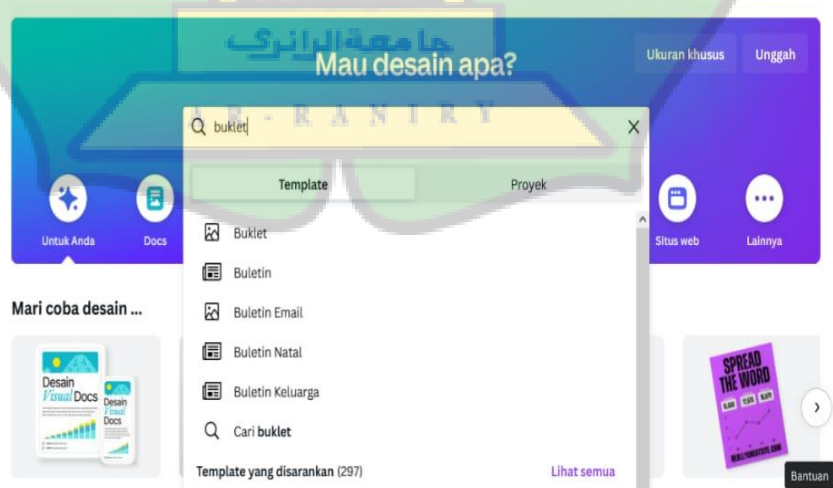 جامعة الرانري
Mau desain apa?
Ukuran khusus
Unggah
AR-RANIRY
buklet
Template
Proyek
Untuk Anda
Docs
Situs web
Lainnya
Buklet
Buletin
Buletin Email
Buletin Natal
Buletin Keluarga
Cari buklet
Template yang disarankan (297)
Lihat semua
Mari coba desain ...
Desain
Visual Docs
Desain
Visual
Docs
SPREAD
THE WORD
REALLYGREATSITE.COM
Bantuan